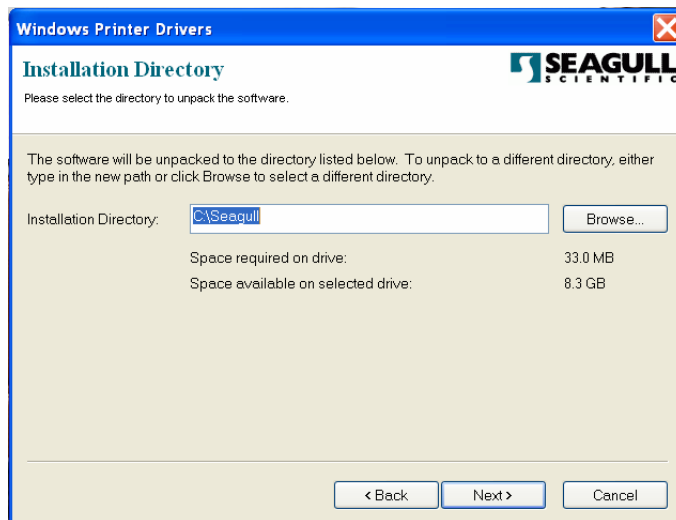 Windows Printer Drivers
Installation Directory
SEAGULL
SCIENTIFIC
Please select the directory to unpack the software.
The software will be unpacked to the directory listed below. To unpack to a different directory, either
type in the new path or click Browse to select a different directory.
Installation Directory: C:\Seagull Browse...
Space required on drive: 33.0 MB
Space available on selected drive: 8.3 GB
< Back Next > Cancel